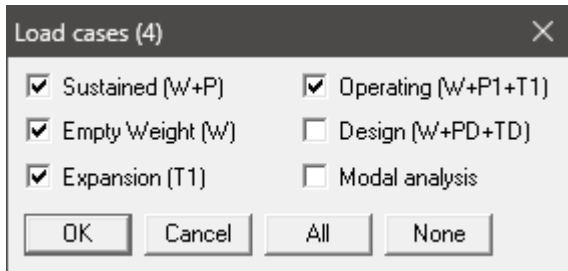 Load cases (4)
Sustained (W+P) Operating (W+P1+T1)
Empty Weight (W) Design (W+PD+TD)
Expansion (T1) Modal analysis
OK Cancel All None